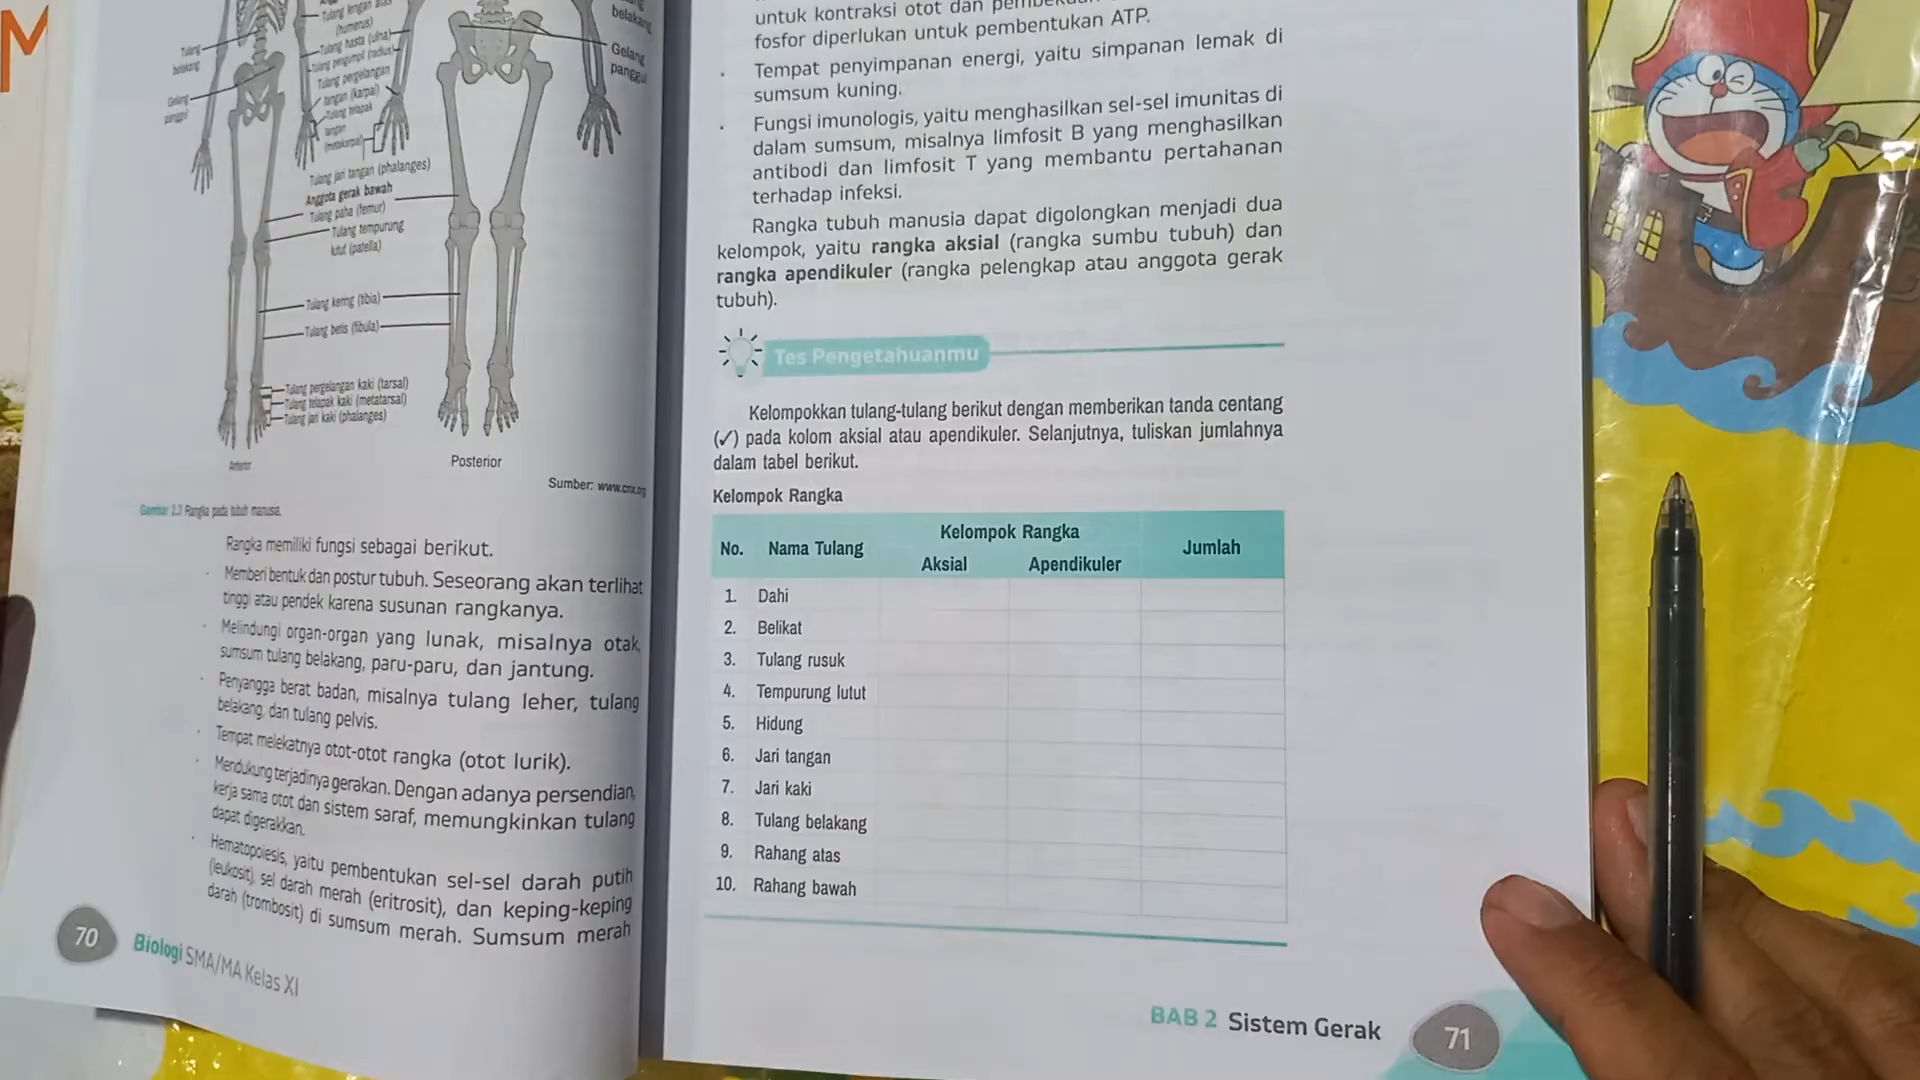 M
Tulang lengan atas
(humerus)
Tulang hasta (ulna)
Tulang pengumpil (radius)
Tulang pergelangan
tangan (karpal)
Tulang telapak
tangan
(metakarpal)
Tulang
belakang
Gelang
panggul
belakang
Gelang
panggul
Tulang jari tangan (phalanges)
Anggota gerak bawah
Tulang paha (femur)
Tulang tempurung
lutut (patella)
Tulang kering (tibia)
Tulang betis (fibula)
Tulang pergelangan kaki (tarsal)
Tulang telapak kaki (metatarsal)
Tulang jari kaki (phalanges)
Anterior
Posterior
Sumber: www.cnx.org
Gambar 2.3 Rangka pada tubuh manusia.
Rangka memiliki fungsi sebagai berikut.
· Memberi bentuk dan postur tubuh. Seseorang akan terlihat
tinggi atau pendek karena susunan rangkanya.
· Melindungi organ-organ yang lunak, misalnya otak,
sumsum tulang belakang, paru-paru, dan jantung.
· Penyangga berat badan, misalnya tulang leher, tulang
belakang, dan tulang pelvis.
· Tempat melekatnya otot-otot rangka (otot lurik).
· Mendukung terjadinya gerakan. Dengan adanya persendian,
kerja sama otot dan sistem saraf, memungkinkan tulang
dapat digerakkan.
· Hematopoiesis, yaitu pembentukan sel-sel darah putih
(leukosit), sel darah merah (eritrosit), dan keping-keping
darah (trombosit) di sumsum merah. Sumsum merah
70 Biologi SMA/MA Kelas XI
untuk kontraksi otot dan
fosfor diperlukan untuk pembentukan ATP.
· Tempat penyimpanan energi, yaitu simpanan lemak di
sumsum kuning.
· Fungsi imunologis, yaitu menghasilkan sel-sel imunitas di
dalam sumsum, misalnya limfosit B yang menghasilkan
antibodi dan limfosit T yang membantu pertahanan
terhadap infeksi.
Rangka tubuh manusia dapat digolongkan menjadi dua
kelompok, yaitu rangka aksial (rangka sumbu tubuh) dan
rangka apendikuler (rangka pelengkap atau anggota gerak
tubuh).
Tes Pengetahuanmu
Kelompokkan tulang-tulang berikut dengan memberikan tanda centang
(✓) pada kolom aksial atau apendikuler. Selanjutnya, tuliskan jumlahnya
dalam tabel berikut.
Kelompok Rangka
No. Nama Tulang Kelompok Rangka Jumlah
Aksial Apendikuler
1. Dahi
2. Belikat
3. Tulang rusuk
4. Tempurung lutut
5. Hidung
6. Jari tangan
7. Jari kaki
8. Tulang belakang
9. Rahang atas
10. Rahang bawah
BAB 2 Sistem Gerak 71